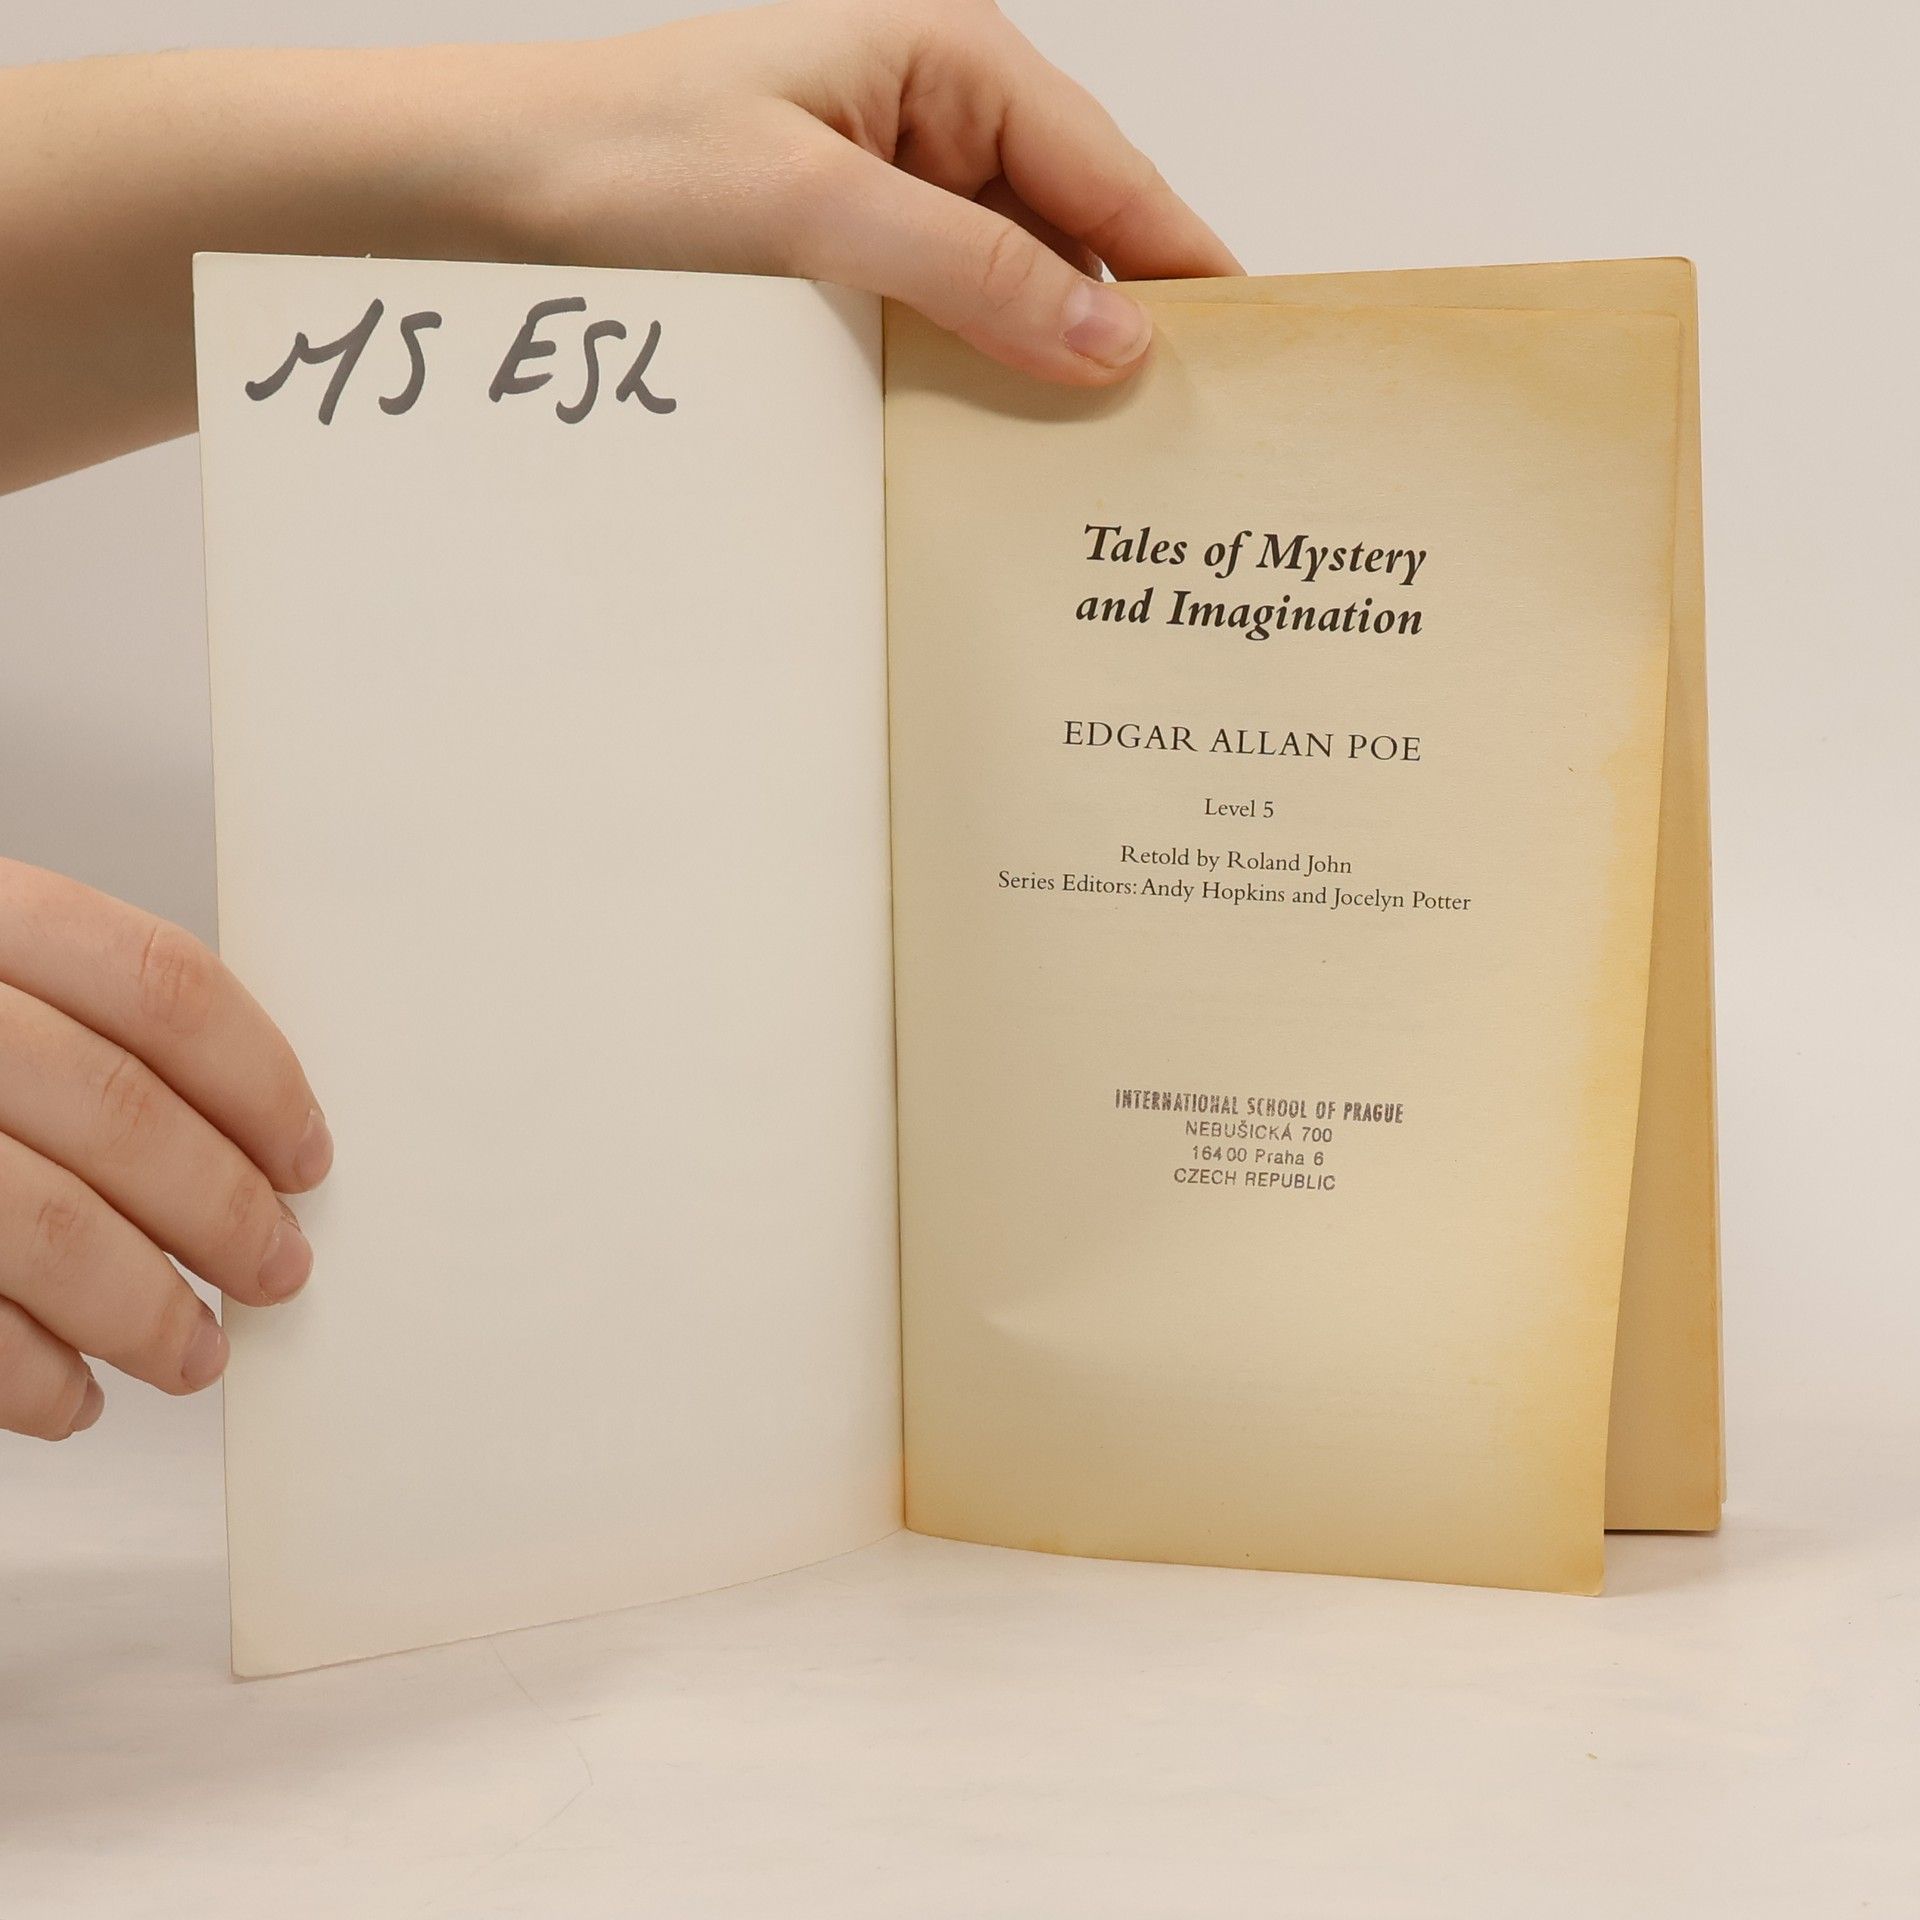 MS ESL
Tales of Mystery
and Imagination
EDGAR ALLAN POE
Level 5
Retold by Roland John
Series Editors: Andy Hopkins and Jocelyn Potter
INTERNATIONAL SCHOOL OF PRAGUE
NEBUŠICKÁ 700
164 00 Praha 6
CZECH REPUBLIC